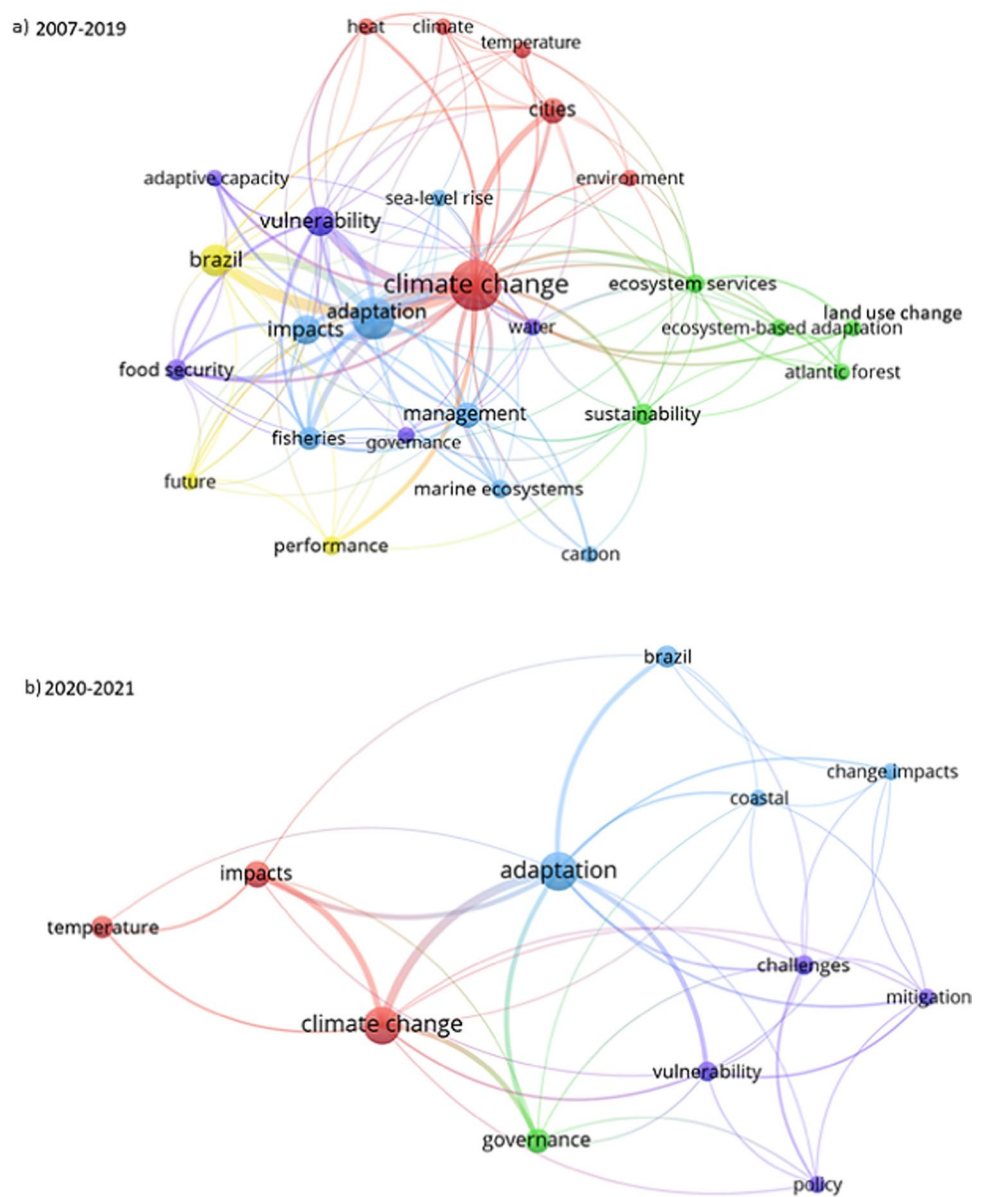 a) 2007-2019
heat
climate
temperature
cities
adaptive capacity
environment
sea-level rise
vulnerability
brazil
climate change
ecosystem services
adaptation
land use change
impacts
water
ecosystem-based adaptation
food security
atlantic forest
management
sustainability
fisheries
governance
future
marine ecosystems
performance
carbon
b) 2020-2021
brazil
change impacts
coastal
impacts
adaptation
temperature
challenges
mitigation
climate change
vulnerability
governance
policy